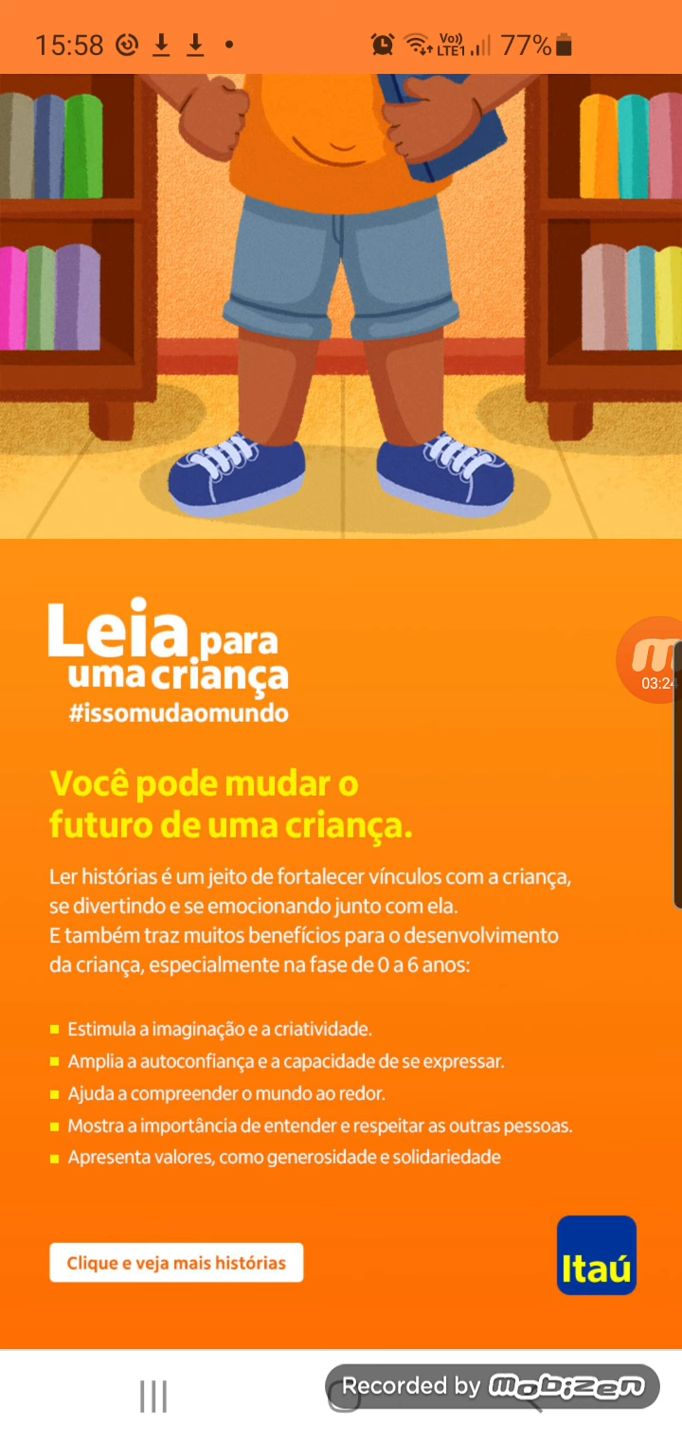 15:58 Vo)) LTE1 77%
Leia para
uma criança
#issomudaomundo
03:24
Você pode mudar o
futuro de uma criança.
Ler histórias é um jeito de fortalecer vínculos com a criança,
se divertindo e se emocionando junto com ela.
E também traz muitos benefícios para o desenvolvimento
da criança, especialmente na fase de 0 a 6 anos:
Estimula a imaginação e a criatividade.
Amplia a autoconfiança e a capacidade de se expressar.
Ajuda a compreender o mundo ao redor.
Mostra a importância de entender e respeitar as outras pessoas.
Apresenta valores, como generosidade e solidariedade
Clique e veja mais histórias
Itaú
Recorded by mobizen